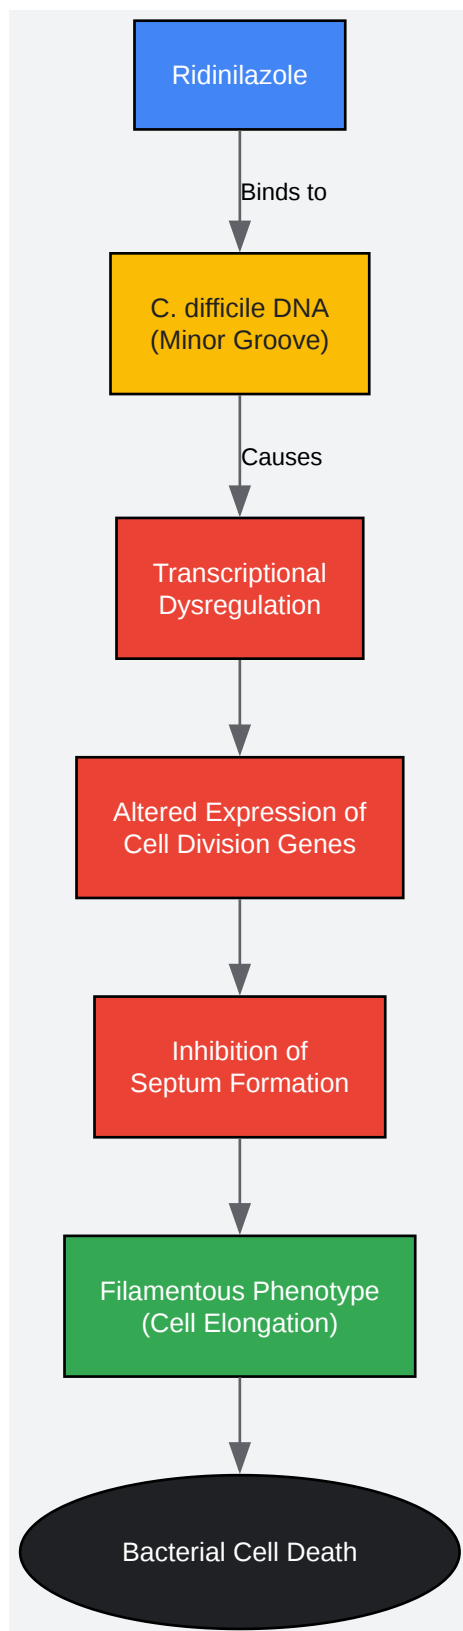 Ridinilazole
Binds to
C. difficile DNA
(Minor Groove)
Causes
Transcriptional
Dysregulation
Altered Expression of
Cell Division Genes
Inhibition of
Septum Formation
Filamentous Phenotype
(Cell Elongation)
Bacterial Cell Death